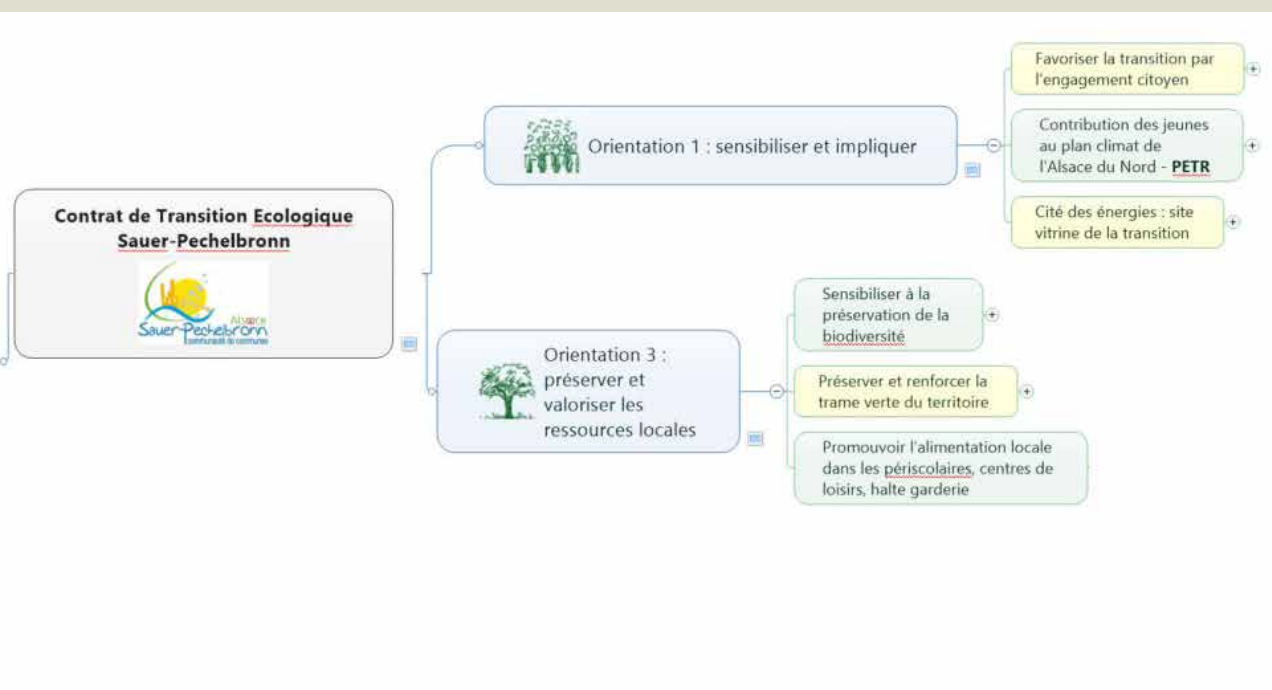 Contrat de Transition Ecologique
Sauer-Pechelbronn
Alsace
Sauer-Pechelbronn
communauté de communes
Orientation 1 : sensibiliser et impliquer
Favoriser la transition par
l'engagement citoyen
Contribution des jeunes
au plan climat de
l'Alsace du Nord - PETR
Cité des énergies : site
vitrine de la transition
Orientation 3 :
préserver et
valoriser les
ressources locales
Sensibiliser à la
préservation de la
biodiversité
Préserver et renforcer la
trame verte du territoire
Promouvoir l'alimentation locale
dans les périscolaires, centres de
loisirs, halte garderie